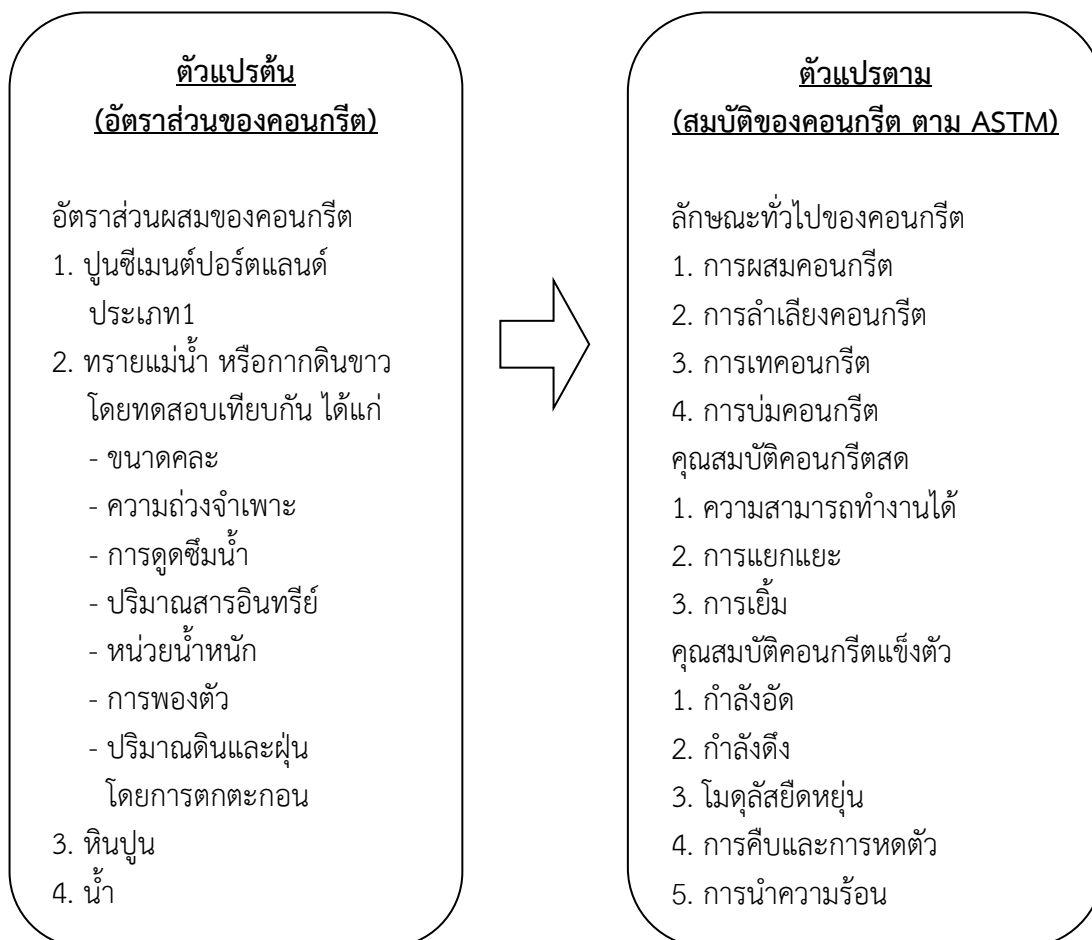 ตัวแปรต้น
(อัตราส่วนของคอนกรีต)
อัตราส่วนผสมของคอนกรีต
1. ปูนซีเมนต์ปอร์ตแลนด์
ประเภท1
2. ทรายแม่น้ำ หรือกากดินขาว
โดยทดสอบเทียบกัน ได้แก่
- ขนาดคละ
- ความถ่วงจำเพาะ
- การดูดซึมน้ำ
- ปริมาณสารอินทรีย์
- หน่วยน้ำหนัก
- การพองตัว
- ปริมาณดินและฝุ่น
โดยการตกตะกอน
3. หินปูน
4. น้ำ
ตัวแปรตาม
(สมบัติของคอนกรีต ตาม ASTM)
ลักษณะทั่วไปของคอนกรีต
1. การผสมคอนกรีต
2. การลำเลียงคอนกรีต
3. การเทคอนกรีต
4. การบ่มคอนกรีต
คุณสมบัติคอนกรีตสด
1. ความสามารถทำงานได้
2. การแยกแยะ
3. การเยิ้ม
คุณสมบัติคอนกรีตแข็งตัว
1. กำลังอัด
2. กำลังดึง
3. โมดุลัสยืดหยุ่น
4. การคืบและการหดตัว
5. การนำความร้อน